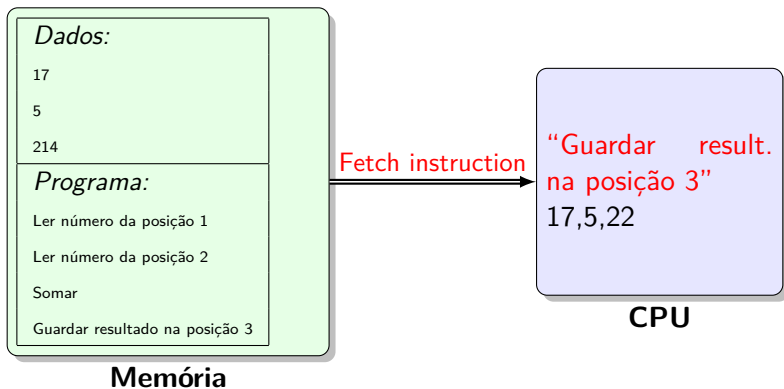 Dados:
17
5
214
Programa:
Ler número da posição 1
Ler número da posição 2
Somar
Guardar resultado na posição 3
Memória
Fetch instruction
“Guardar result.
na posição 3”
17,5,22
CPU